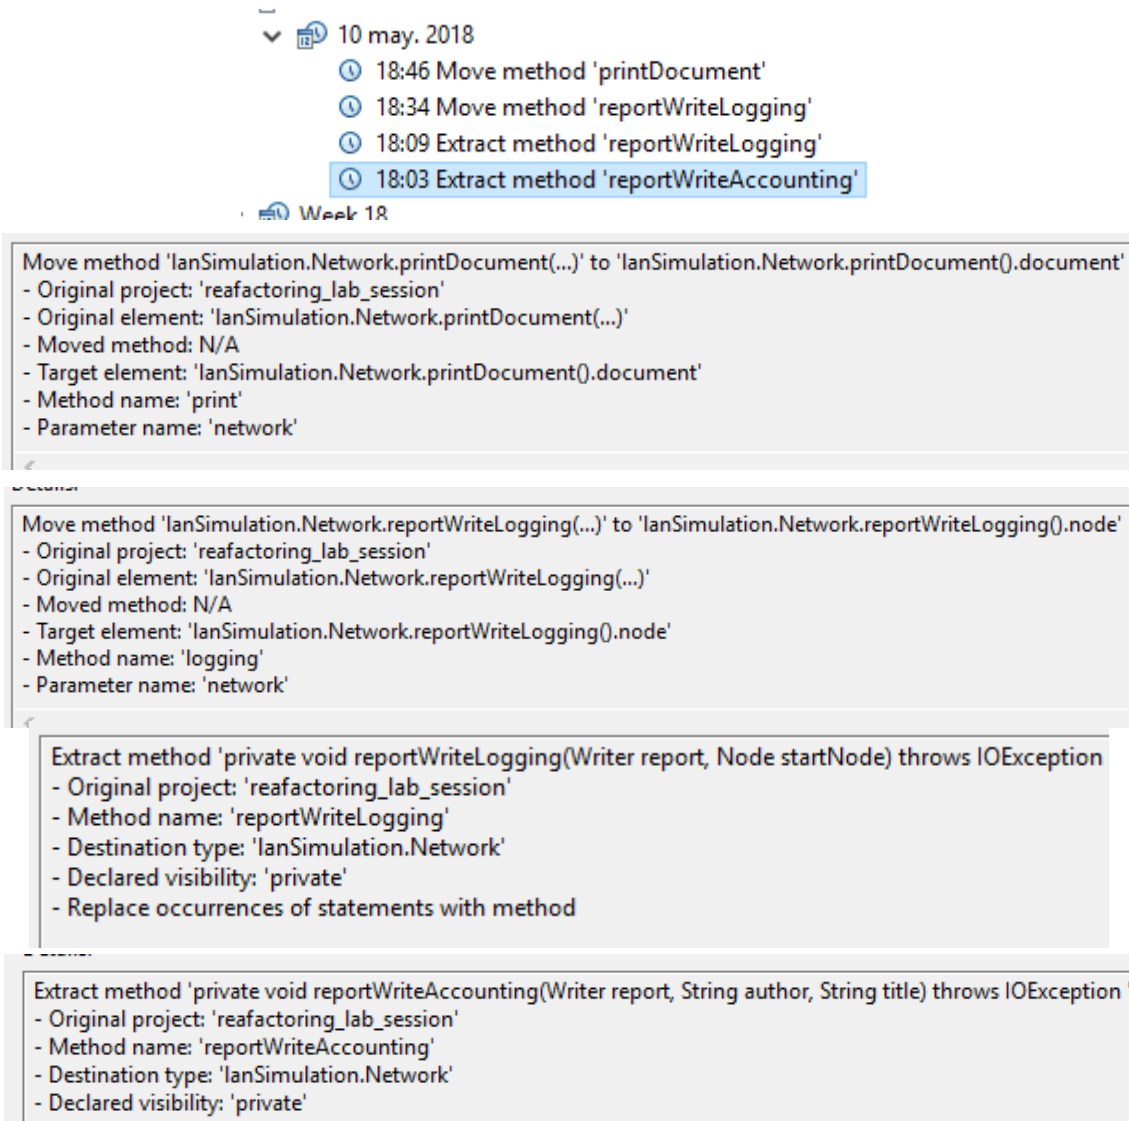 10 may. 2018
18:46 Move method 'printDocument'
18:34 Move method 'reportWriteLogging'
18:09 Extract method 'reportWriteLogging'
18:03 Extract method 'reportWriteAccounting'
Week 18
Move method 'lanSimulation.Network.printDocument(...)' to 'lanSimulation.Network.printDocument().document'
- Original project: 'reafactoring_lab_session'
- Original element: 'lanSimulation.Network.printDocument(...)'
- Moved method: N/A
- Target element: 'lanSimulation.Network.printDocument().document'
- Method name: 'print'
- Parameter name: 'network'
Move method 'lanSimulation.Network.reportWriteLogging(...)' to 'lanSimulation.Network.reportWriteLogging().node'
- Original project: 'reafactoring_lab_session'
- Original element: 'lanSimulation.Network.reportWriteLogging(...)'
- Moved method: N/A
- Target element: 'lanSimulation.Network.reportWriteLogging().node'
- Method name: 'logging'
- Parameter name: 'network'
Extract method 'private void reportWriteLogging(Writer report, Node startNode) throws IOException
- Original project: 'reafactoring_lab_session'
- Method name: 'reportWriteLogging'
- Destination type: 'lanSimulation.Network'
- Declared visibility: 'private'
- Replace occurrences of statements with method
Extract method 'private void reportWriteAccounting(Writer report, String author, String title) throws IOException '
- Original project: 'reafactoring_lab_session'
- Method name: 'reportWriteAccounting'
- Destination type: 'lanSimulation.Network'
- Declared visibility: 'private'